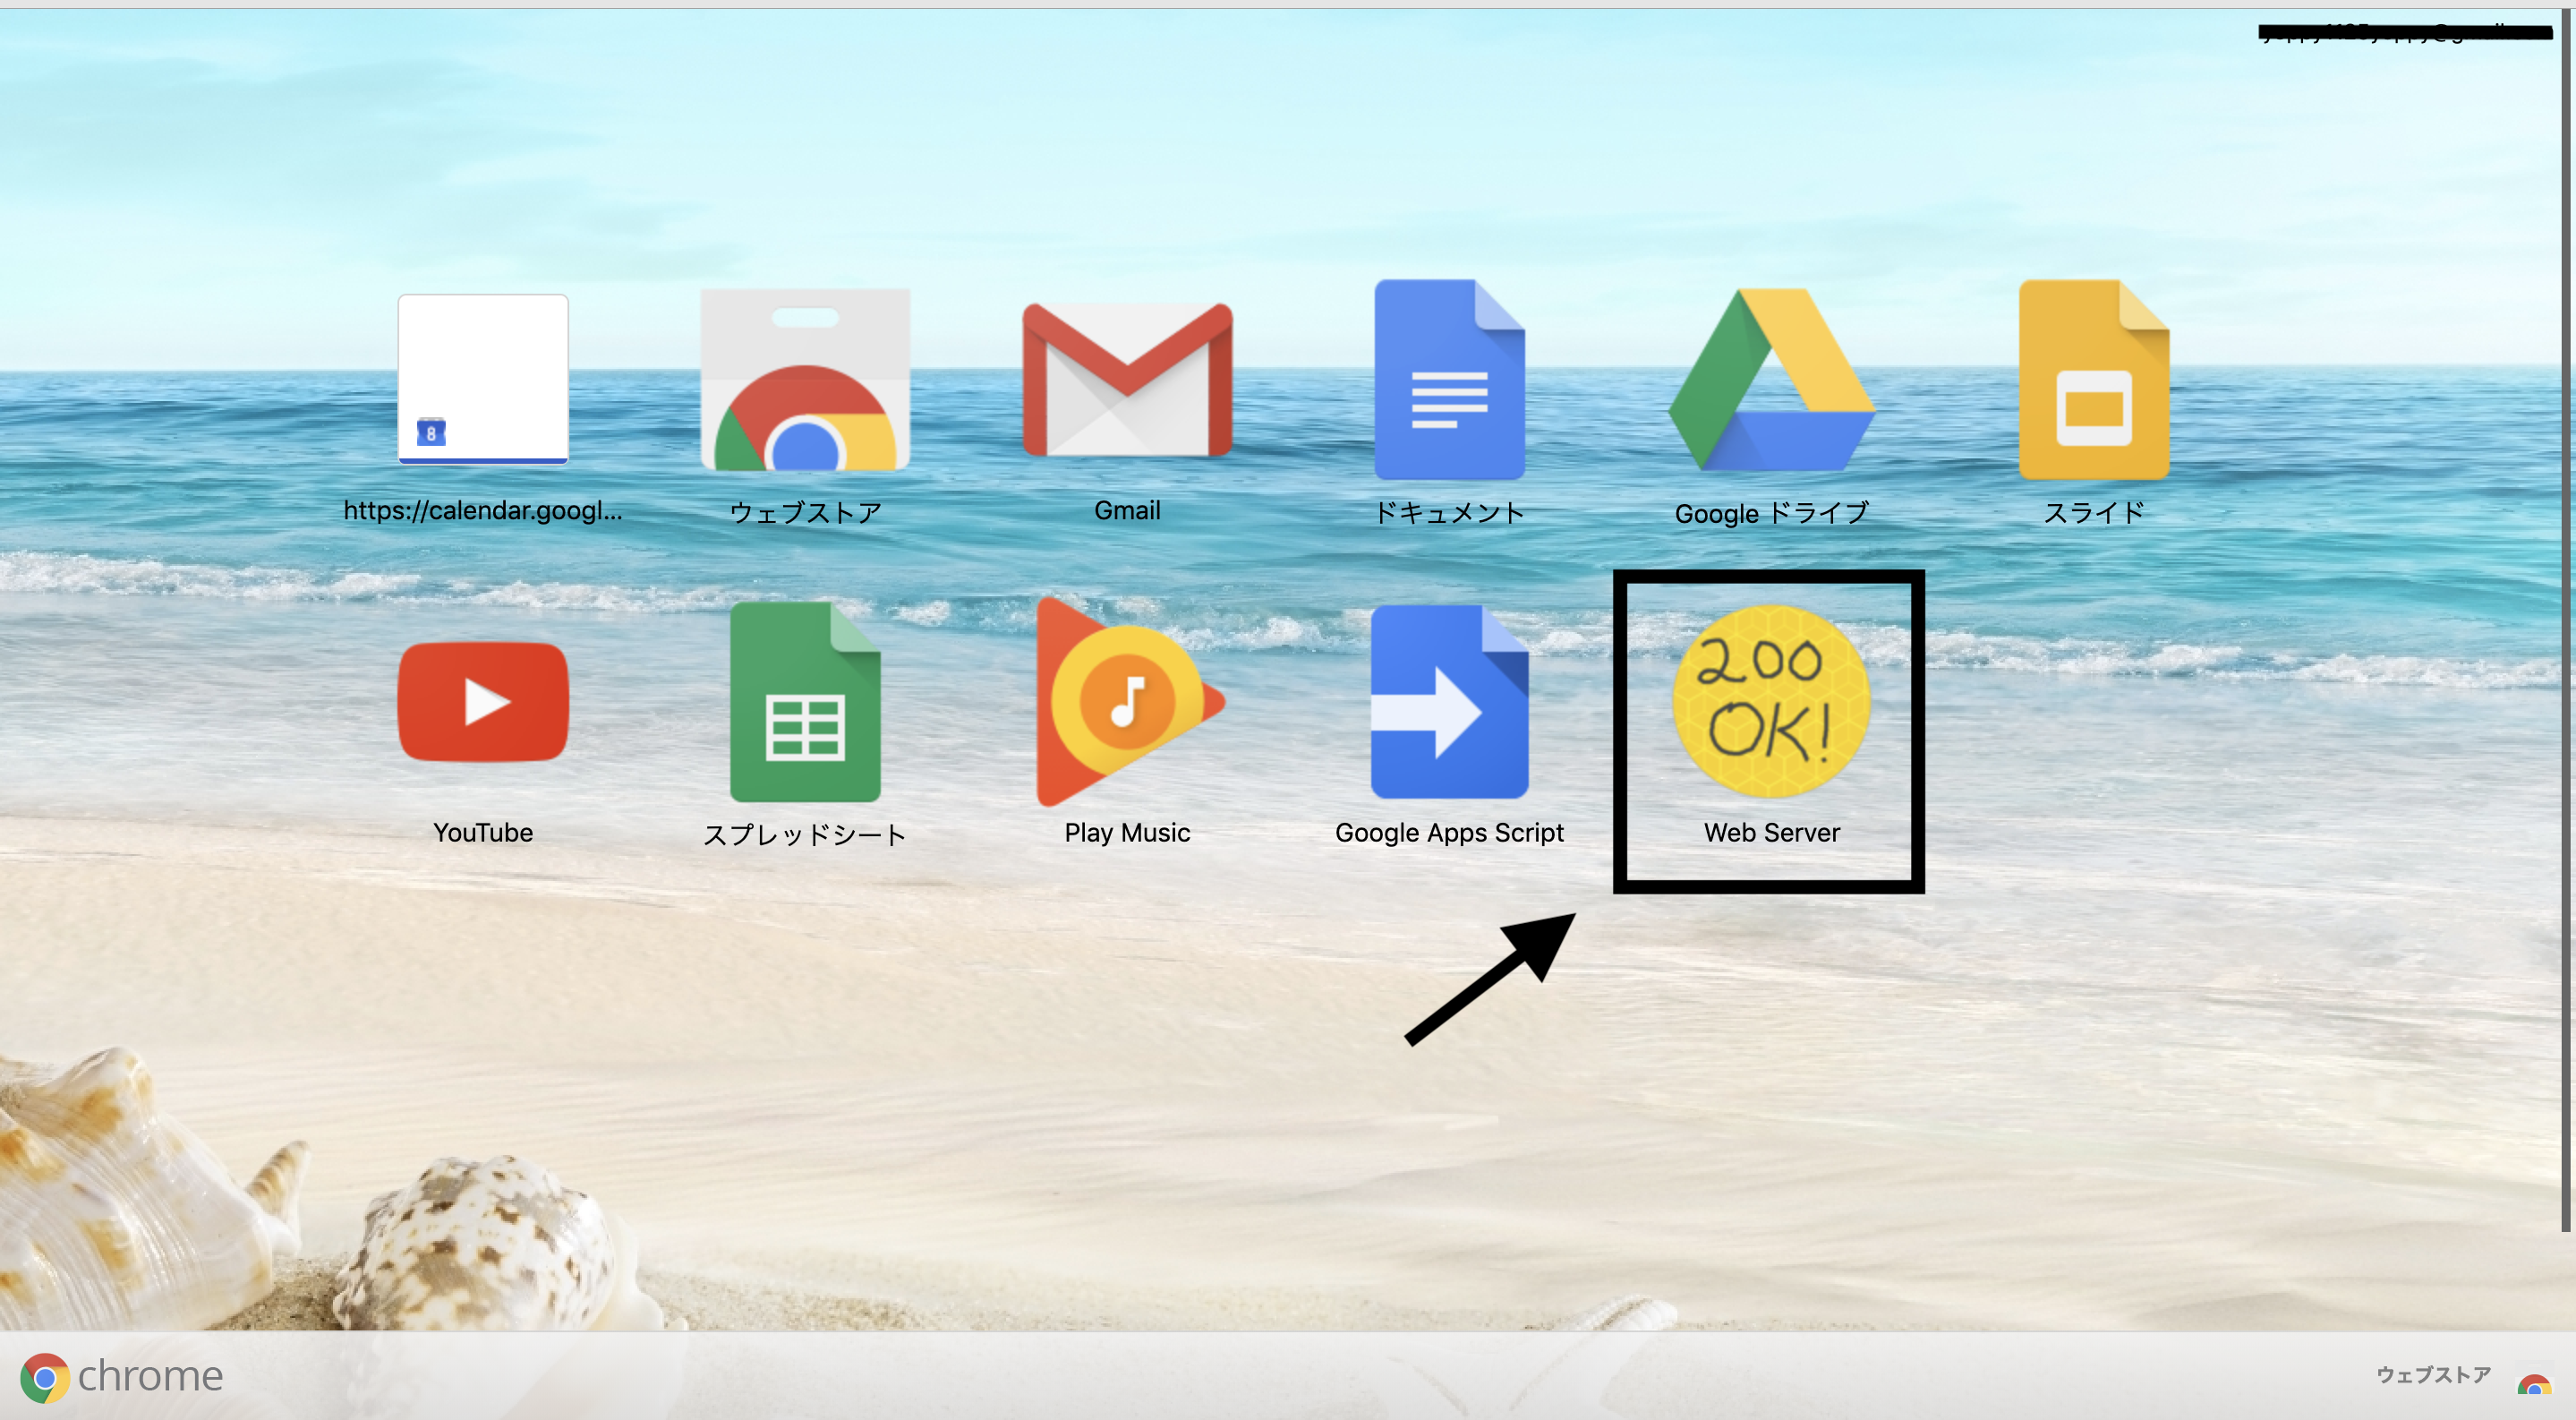 8
https://calendar.googl...
ウェブストア
Gmail
ドキュメント
Google ドライブ
スライド
200
OK!
YouTube
スプレッドシート
Play Music
Google Apps Script
Web Server
chrome
ウェブストア